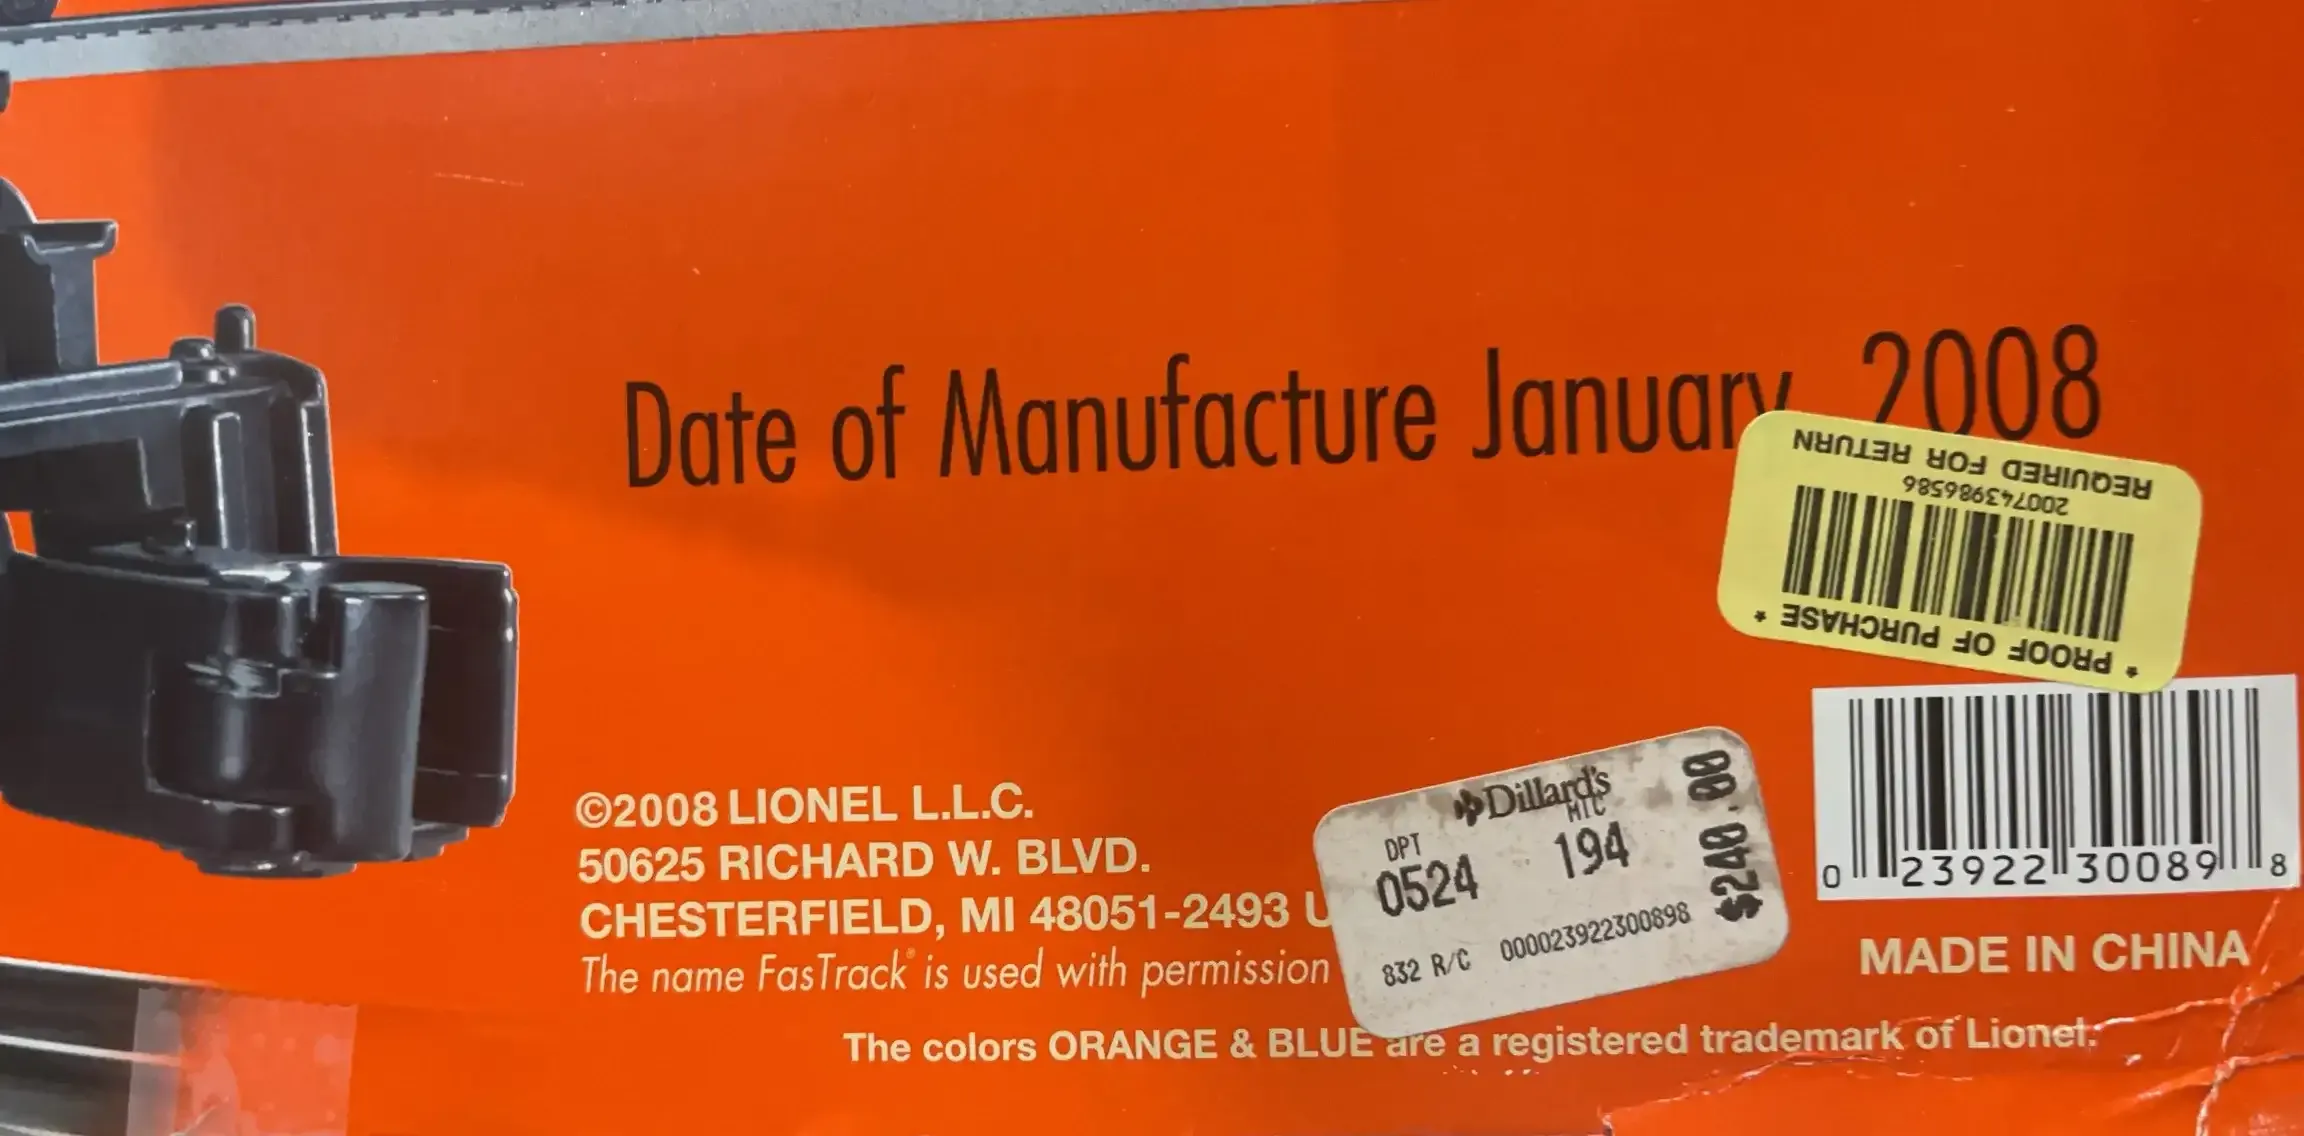 Date of Manufacture January 2008
REQUIRED FOR RETURN
200743986586
* PROOF OF PURCHASE *
Dillard's
DPT
MIC
0524
194
$240.00
832 R/C 000023922300898
0 23922 30089 8
©2008 LIONEL L.L.C.
50625 RICHARD W. BLVD.
CHESTERFIELD, MI 48051-2493 U
The name FasTrack® is used with permission
MADE IN CHINA
The colors ORANGE & BLUE are a registered trademark of Lionel.